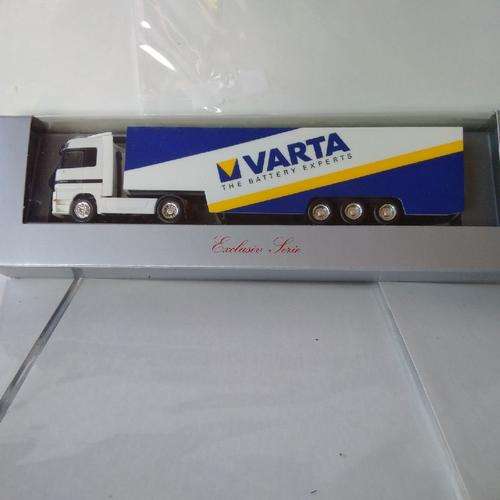 VARTA
THE BATTERY EXPERTS
Exclusiv Serie